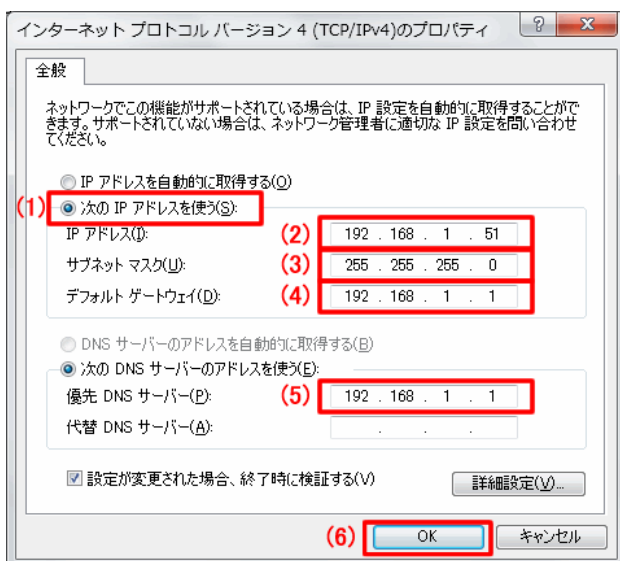 インターネット プロトコル バージョン 4 (TCP/IPv4)のプロパティ
全般
ネットワークでこの機能がサポートされている場合は、IP 設定を自動的に取得することがで
きます。サポートされていない場合は、ネットワーク管理者に適切な IP 設定を問い合わせ
てください。
IP アドレスを自動的に取得する(O)
(1) 次の IP アドレスを使う(S):
IP アドレス(I): (2) 192 . 168 . 1 . 51
サブネット マスク(U): (3) 255 . 255 . 255 . 0
デフォルト ゲートウェイ(D): (4) 192 . 168 . 1 . 1
DNS サーバーのアドレスを自動的に取得する(B)
次の DNS サーバーのアドレスを使う(E):
優先 DNS サーバー(P): (5) 192 . 168 . 1 . 1
代替 DNS サーバー(A): . . .
設定が変更された場合、終了時に検証する(V)
詳細設定(V)...
(6) OK キャンセル